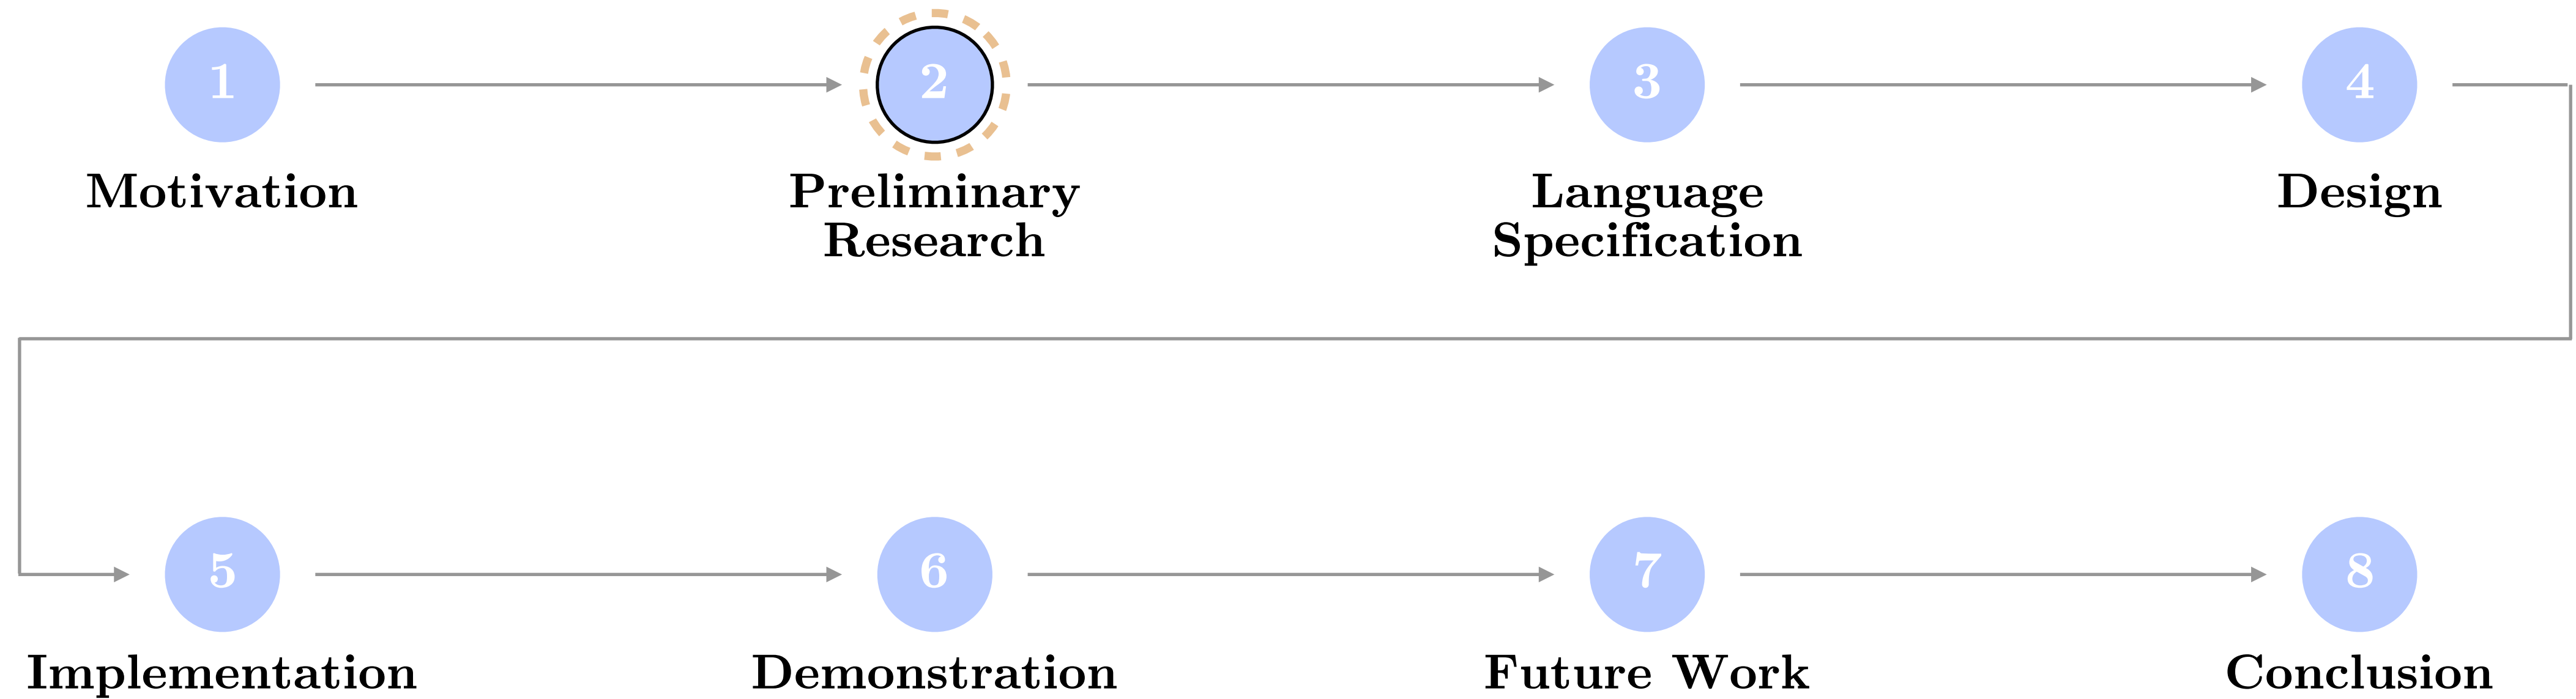 1
2
3
4
Motivation
Preliminary
Research
Language
Specification
Design
5
6
7
8
Implementation
Demonstration
Future Work
Conclusion